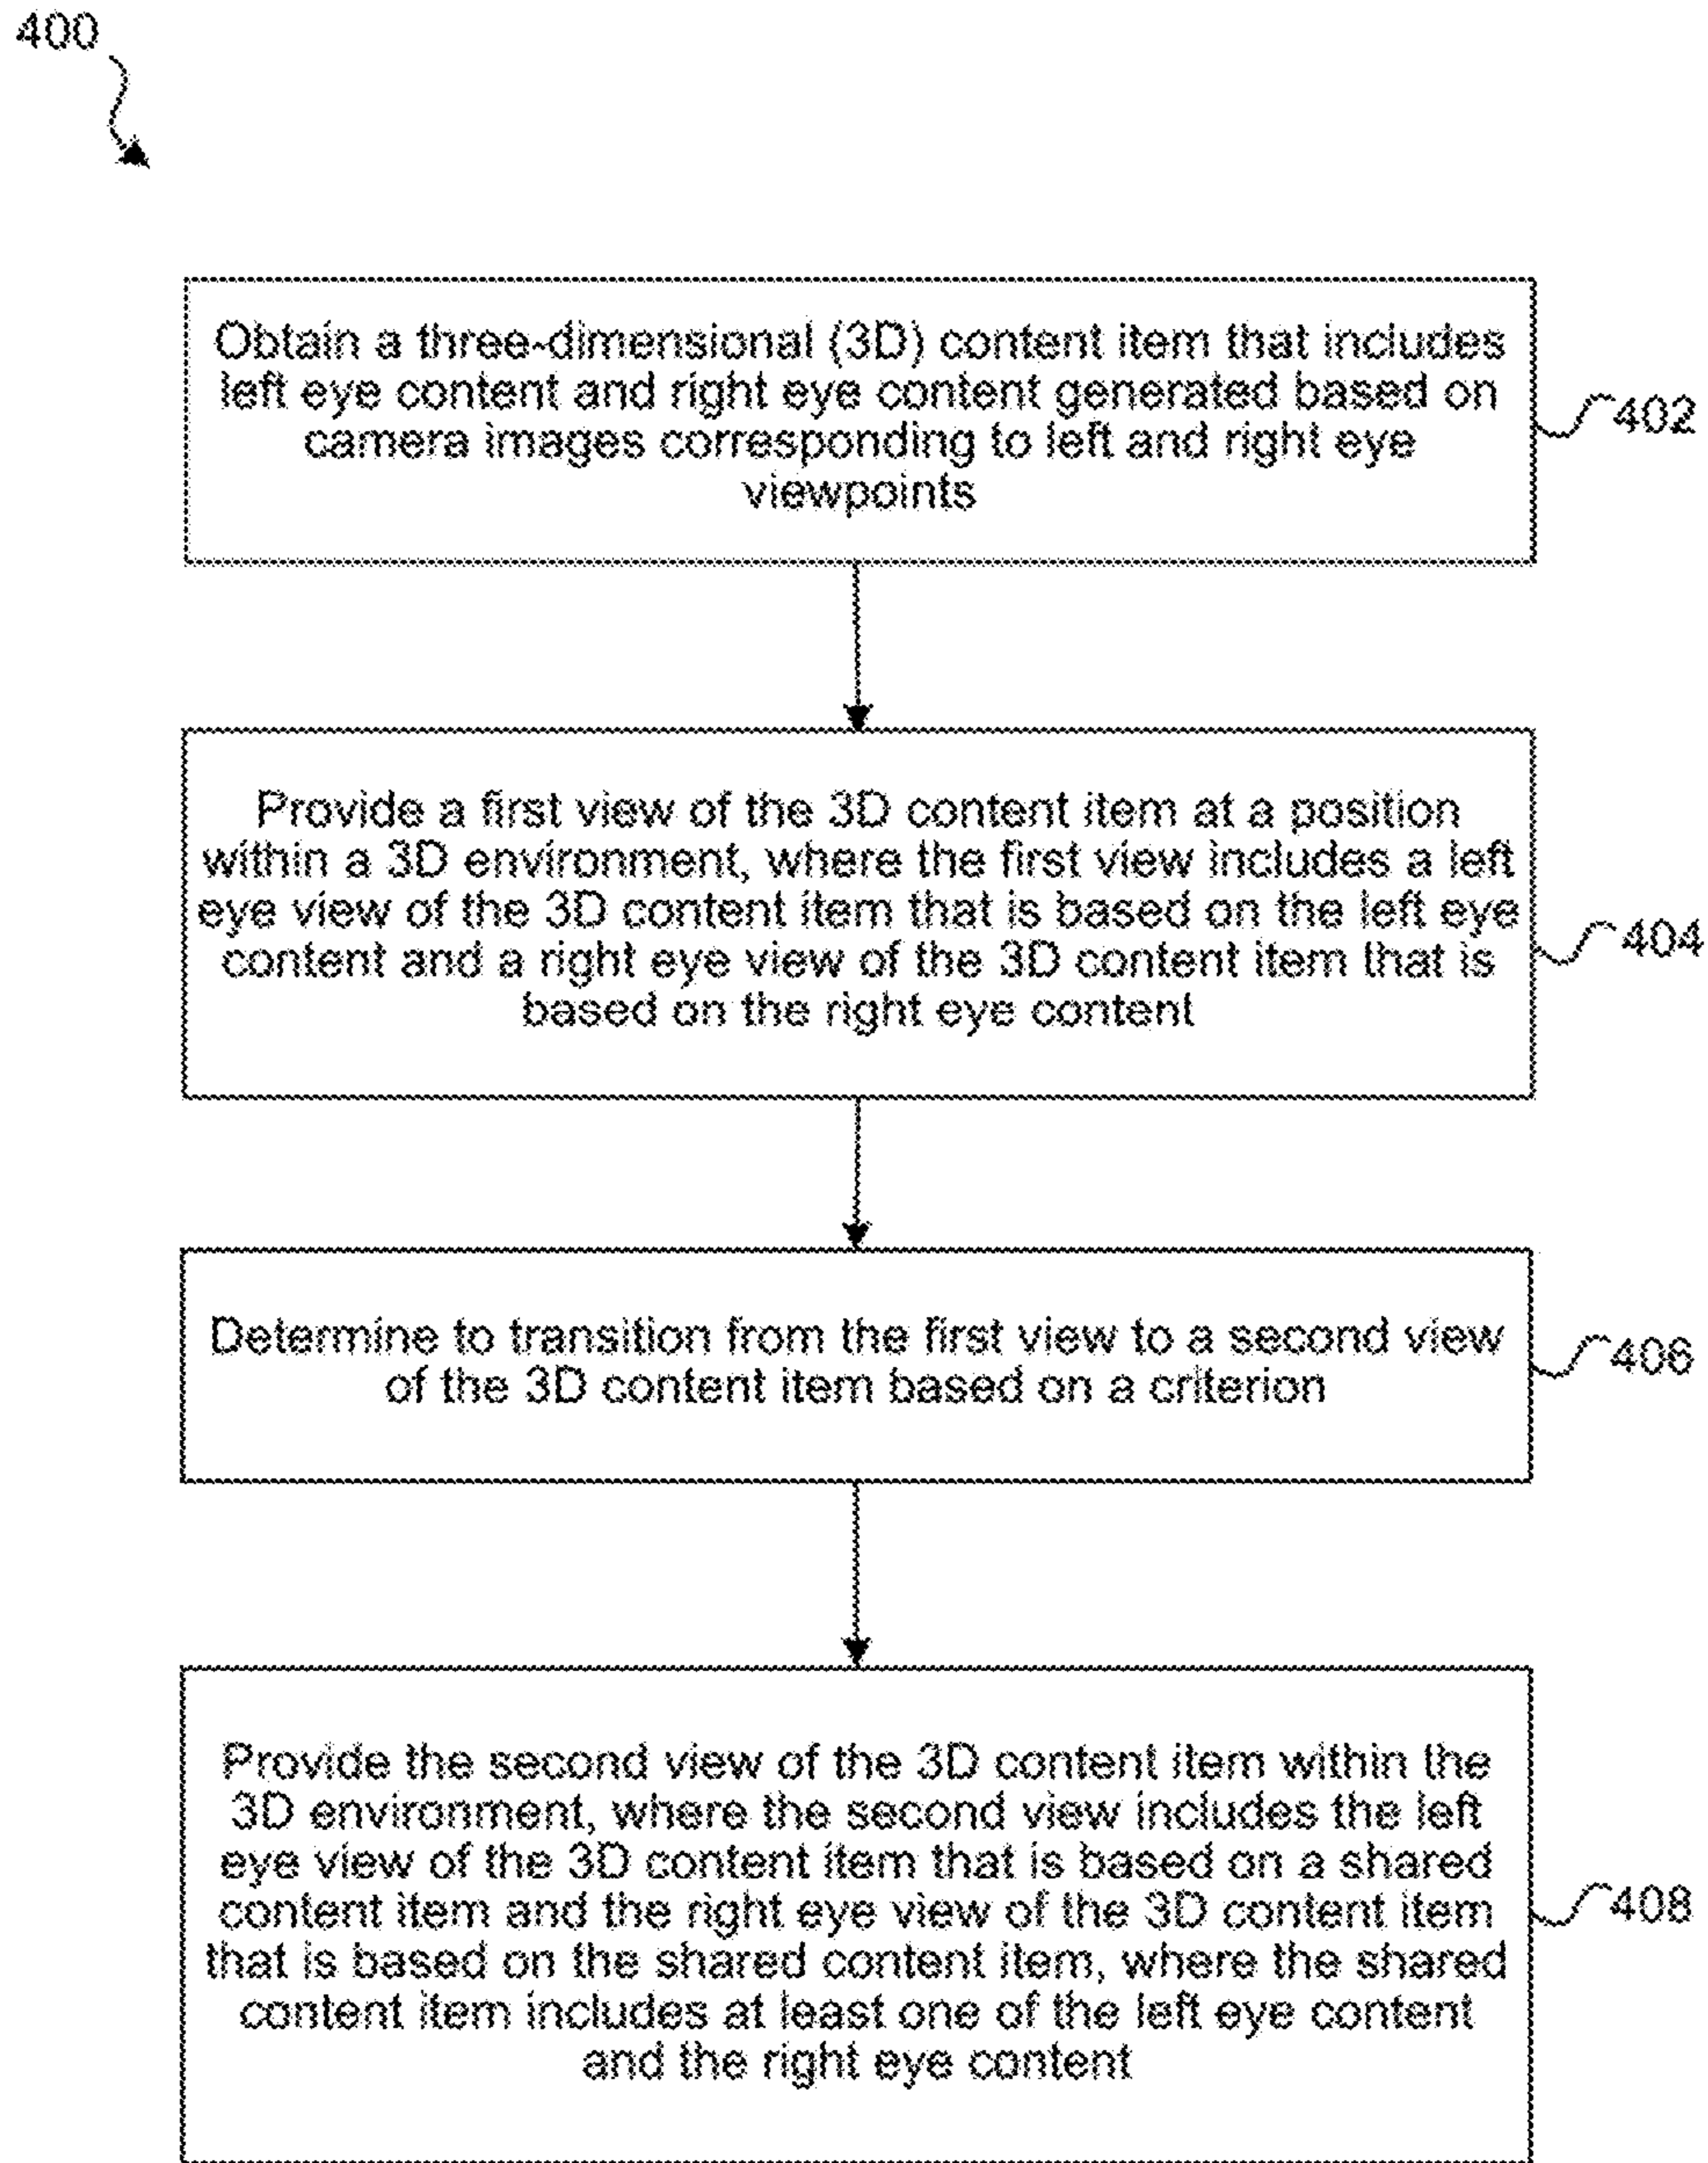 400
Obtain a three-dimensional (3D) content item that includes
left eye content and right eye content generated based on
camera images corresponding to left and right eye
viewpoints
402
Provide a first view of the 3D content item at a position
within a 3D environment, where the first view includes a left
eye view of the 3D content item that is based on the left eye
content and a right eye view of the 3D content item that is
based on the right eye content
404
Determine to transition from the first view to a second view
of the 3D content item based on a criterion
406
Provide the second view of the 3D content item within the
3D environment, where the second view includes the left
eye view of the 3D content item that is based on a shared
content item and the right eye view of the 3D content item
that is based on the shared content item, where the shared
content item includes at least one of the left eye content
and the right eye content
408